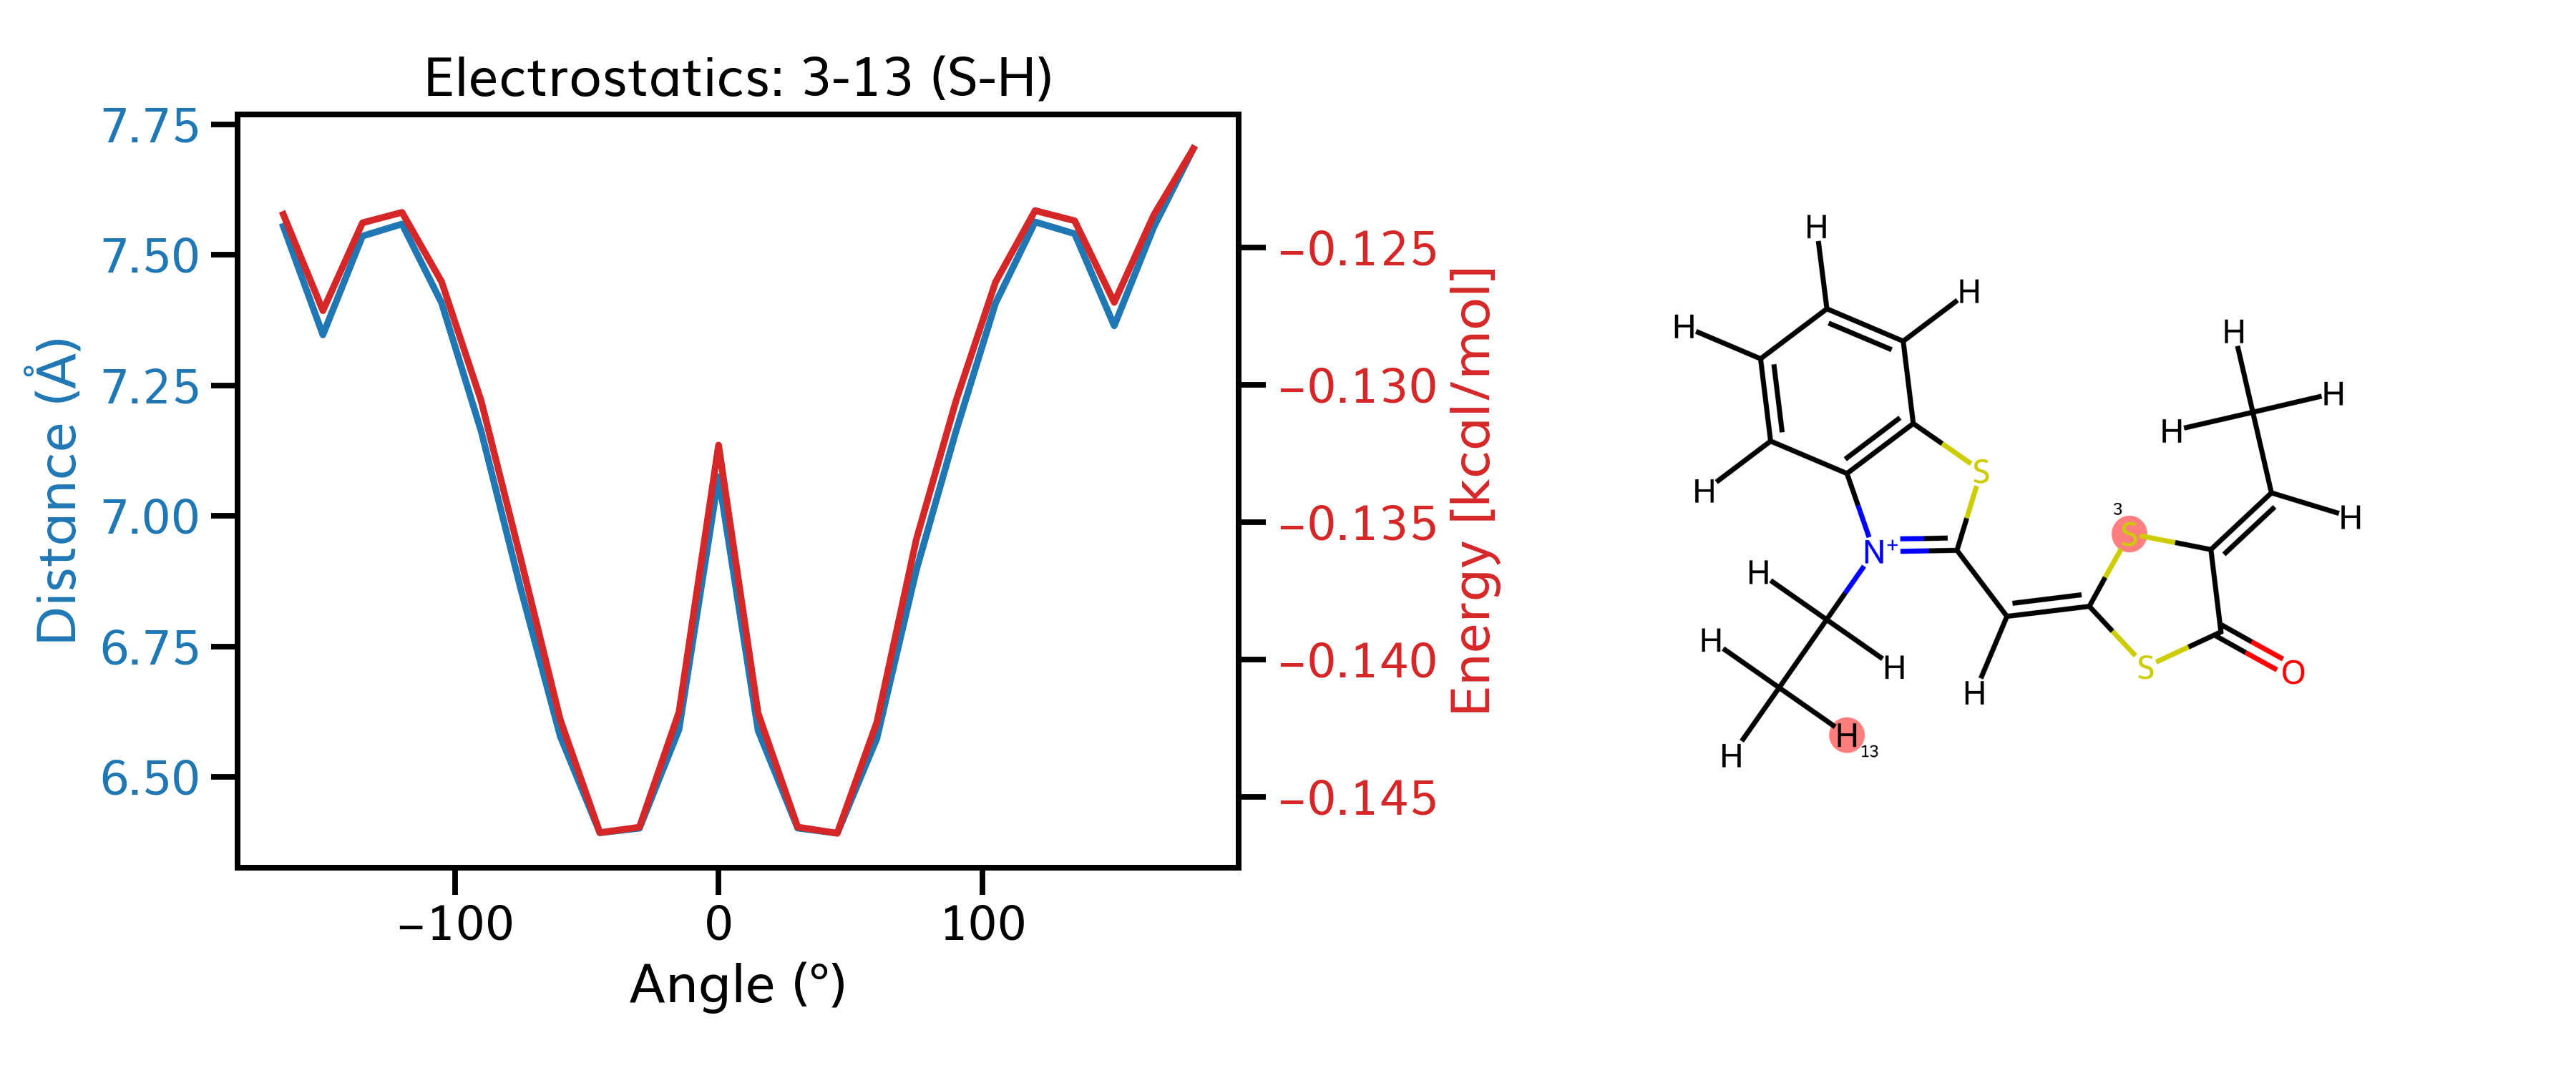 Electrostatics: 3-13 (S-H)
7.75
7.50
7.25
7.00
6.75
6.50
Distance (Å)
−100
0
100
Angle (°)
−0.125
−0.130
−0.135
−0.140
−0.145
Energy [kcal/mol]
H
H
H
H
H
H
S
H
3
S
H
N+
H
H
H
S
O
H
H
H
13